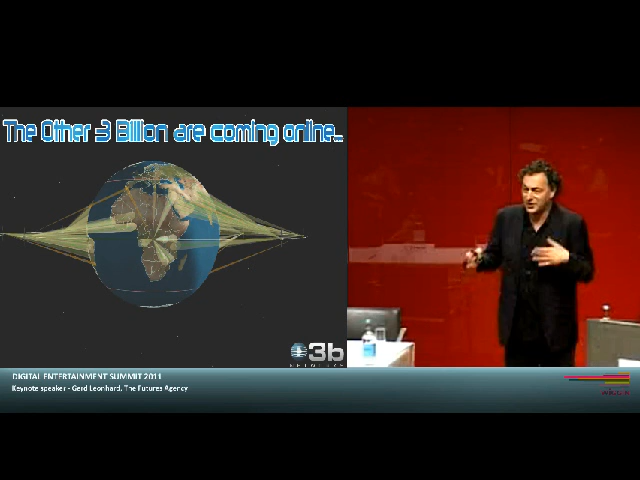 The Other 3 Billion are coming online...
3b
NETWORKS
DIGITAL ENTERTAINMENT SUMMIT 2011
Keynote speaker - Gerd Leonhard, The Futures Agency